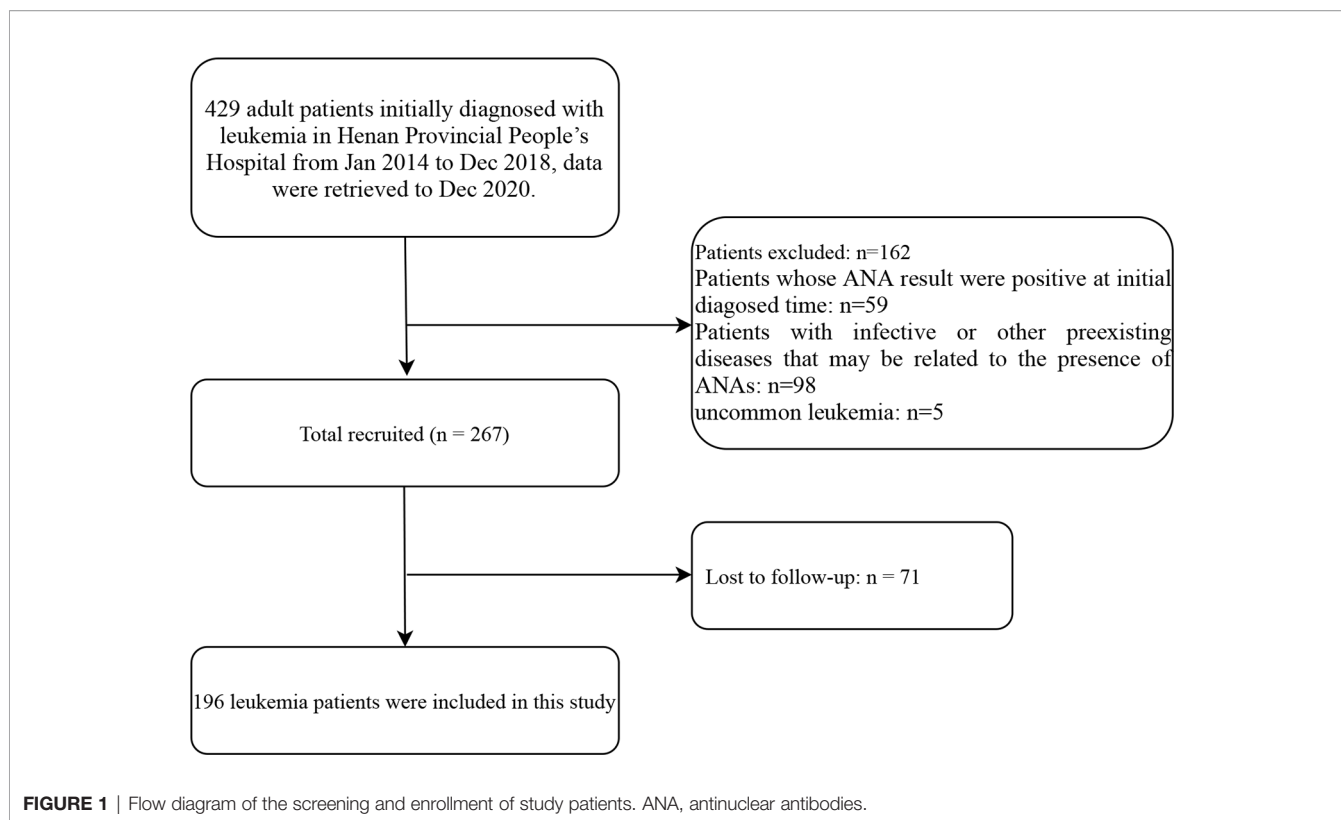 429 adult patients initially diagnosed with
leukemia in Henan Provincial People’s
Hospital from Jan 2014 to Dec 2018, data
were retrieved to Dec 2020.
Patients excluded: n=162
Patients whose ANA result were positive at initial
diagosed time: n=59
Patients with infective or other preexisting
diseases that may be related to the presence of
ANAs: n=98
uncommon leukemia: n=5
Total recruited (n = 267)
Lost to follow-up: n = 71
196 leukemia patients were included in this study
FIGURE 1 | Flow diagram of the screening and enrollment of study patients. ANA, antinuclear antibodies.